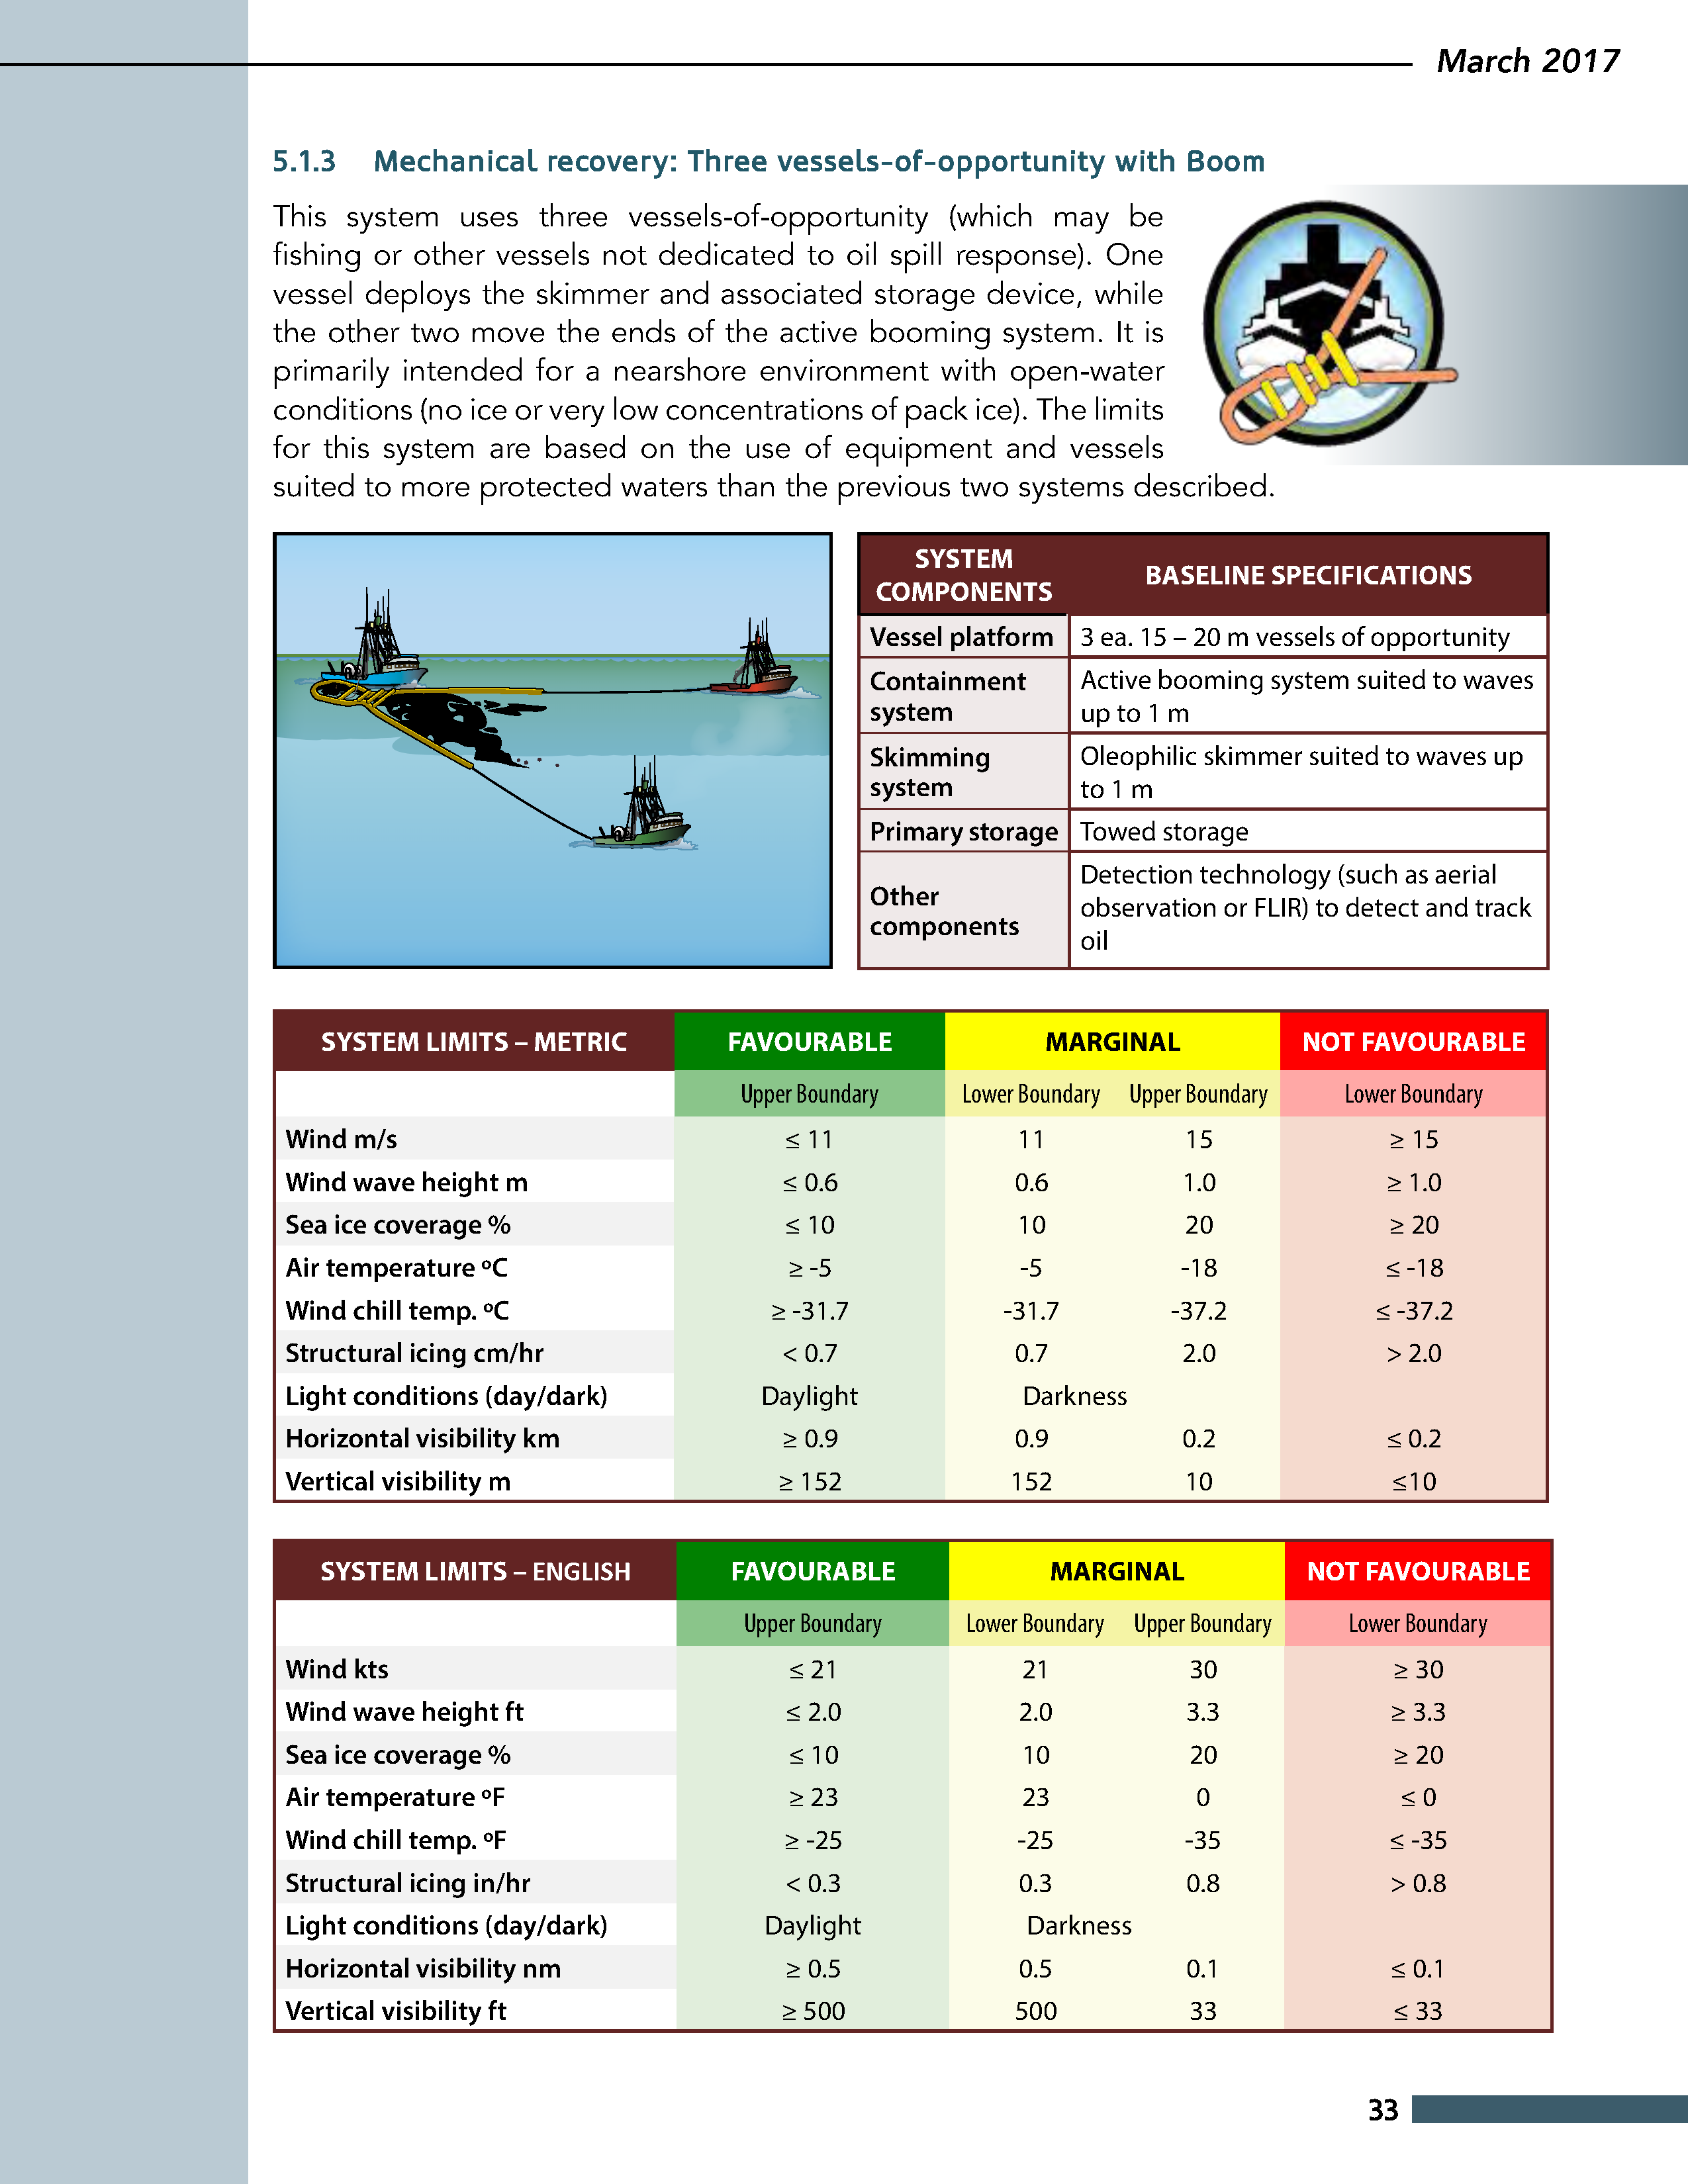 March 2017
5.1.3 Mechanical recovery: Three vessels-of-opportunity with Boom
This system uses three vessels-of-opportunity (which may be
fishing or other vessels not dedicated to oil spill response). One
vessel deploys the skimmer and associated storage device, while
the other two move the ends of the active booming system. It is
primarily intended for a nearshore environment with open-water
conditions (no ice or very low concentrations of pack ice). The limits
for this system are based on the use of equipment and vessels
suited to more protected waters than the previous two systems described.
SYSTEM
COMPONENTS
BASELINE SPECIFICATIONS
Vessel platform 3 ea. 15 – 20 m vessels of opportunity
Containment
system
Active booming system suited to waves
up to 1 m
Skimming
system
Oleophilic skimmer suited to waves up
to 1 m
Primary storage Towed storage
Other
components
Detection technology (such as aerial
observation or FLIR) to detect and track
oil
SYSTEM LIMITS – METRIC FAVOURABLE MARGINAL NOT FAVOURABLE
Upper Boundary Lower Boundary Upper Boundary Lower Boundary
Wind m/s ≤ 11 11 15 ≥ 15
Wind wave height m ≤ 0.6 0.6 1.0 ≥ 1.0
Sea ice coverage % ≤ 10 10 20 ≥ 20
Air temperature ºC ≥ -5 -5 -18 ≤ -18
Wind chill temp. ºC ≥ -31.7 -31.7 -37.2 ≤ -37.2
Structural icing cm/hr < 0.7 0.7 2.0 > 2.0
Light conditions (day/dark) Daylight Darkness
Horizontal visibility km ≥ 0.9 0.9 0.2 ≤ 0.2
Vertical visibility m ≥ 152 152 10 ≤10
SYSTEM LIMITS – ENGLISH FAVOURABLE MARGINAL NOT FAVOURABLE
Upper Boundary Lower Boundary Upper Boundary Lower Boundary
Wind kts ≤ 21 21 30 ≥ 30
Wind wave height ft ≤ 2.0 2.0 3.3 ≥ 3.3
Sea ice coverage % ≤ 10 10 20 ≥ 20
Air temperature ºF ≥ 23 23 0 ≤ 0
Wind chill temp. ºF ≥ -25 -25 -35 ≤ -35
Structural icing in/hr < 0.3 0.3 0.8 > 0.8
Light conditions (day/dark) Daylight Darkness
Horizontal visibility nm ≥ 0.5 0.5 0.1 ≤ 0.1
Vertical visibility ft ≥ 500 500 33 ≤ 33
33